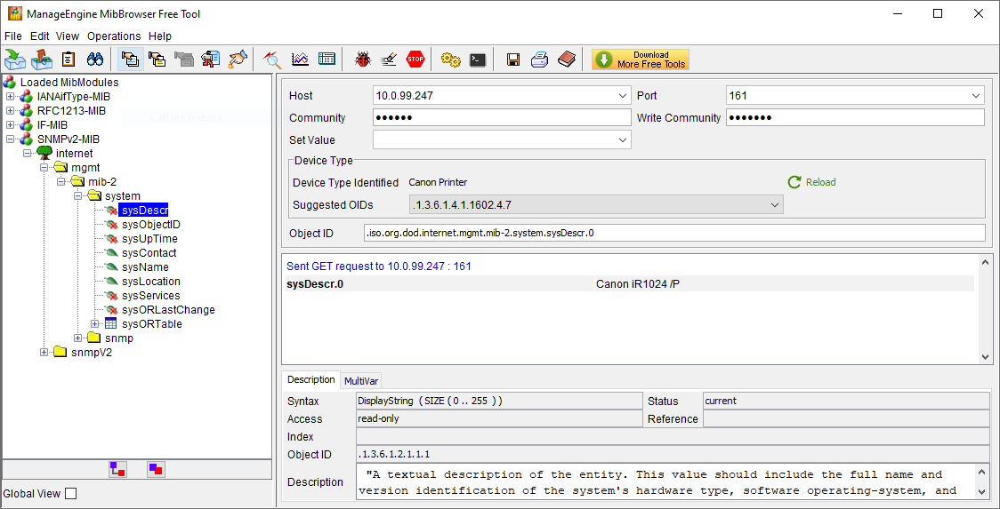 ManageEngine MibBrowser Free Tool
File Edit View Operations Help
STOP
Download
More Free Tools
Loaded MibModules
IANAifType-MIB
RFC1213-MIB
IF-MIB
SNMPv2-MIB
internet
mgmt
mib-2
system
sysDescr
sysObjectID
sysUpTime
sysContact
sysName
sysLocation
sysServices
sysORLastChange
sysORTable
snmp
snmpV2
Global View
Host 10.0.99.247 Port 161
Community •••••• Write Community •••••••
Set Value
Device Type
Device Type Identified Canon Printer Reload
Suggested OIDs .1.3.6.1.4.1.1602.4.7
Object ID .iso.org.dod.internet.mgmt.mib-2.system.sysDescr.0
Sent GET request to 10.0.99.247 : 161
sysDescr.0 Canon iR1024 /P
Description MultiVar
Syntax DisplayString ( SIZE ( 0 .. 255 ) ) Status current
Access read-only Reference
Index
Object ID .1.3.6.1.2.1.1.1
Description "A textual description of the entity. This value should include the full name and
version identification of the system's hardware type, software operating-system, and